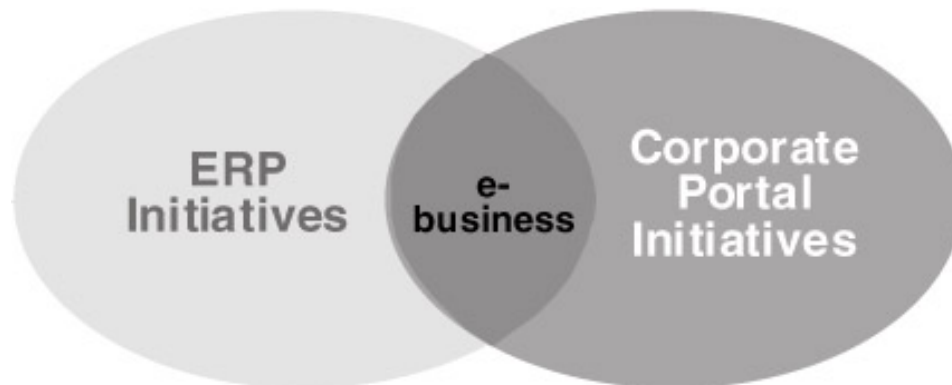 ERP
Initiatives
e-
business
Corporate
Portal
Initiatives